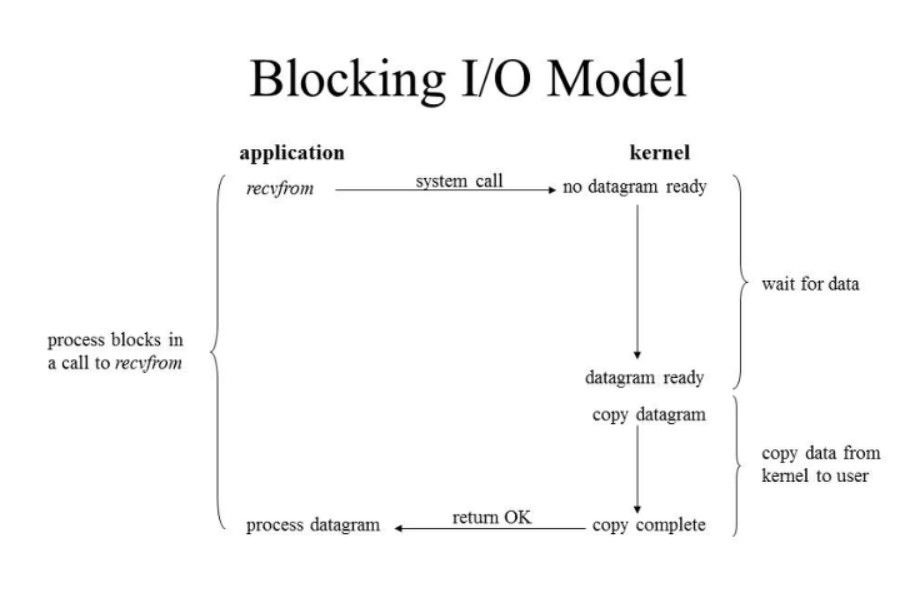 Blocking I/O Model
application
kernel
recvfrom
system call
no datagram ready
wait for data
process blocks in
a call to recvfrom
datagram ready
copy datagram
copy data from
kernel to user
process datagram
return OK
copy complete